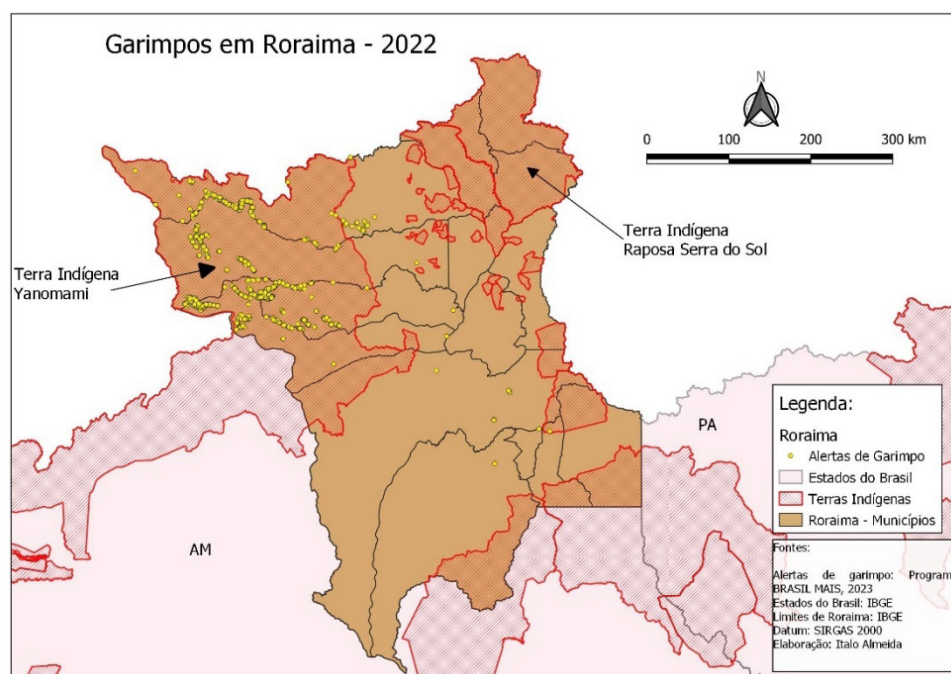 Garimpos em Roraima - 2022
N
0 100 200 300 km
Terra Indígena
Raposa Serra do Sol
Terra Indígena
Yanomami
PA
AM
Legenda:
Roraima
Alertas de Garimpo
Estados do Brasil
Terras Indígenas
Roraima - Municípios
Fontes:
Alertas de garimpo: Program
BRASIL MAIS, 2023
Estados do Brasil: IBGE
Limites de Roraima: IBGE
Datum: SIRGAS 2000
Elaboração: Italo Almeida